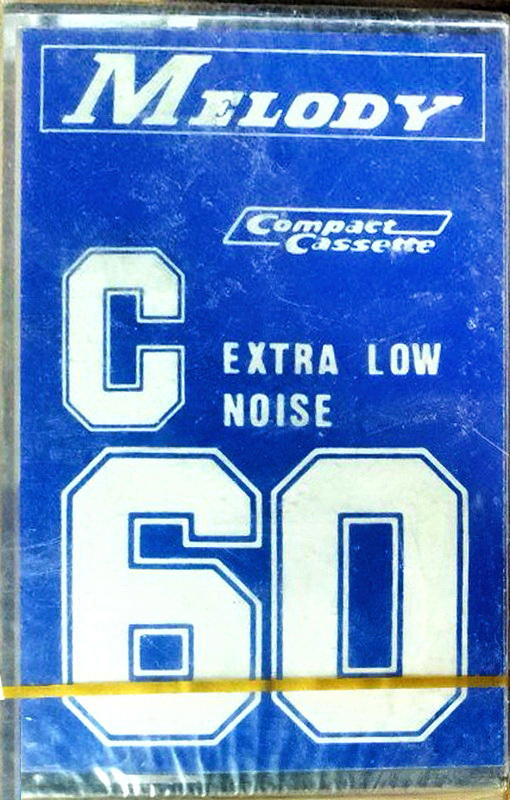 MELODY
Compact
Cassette
C
EXTRA LOW
NOISE
60